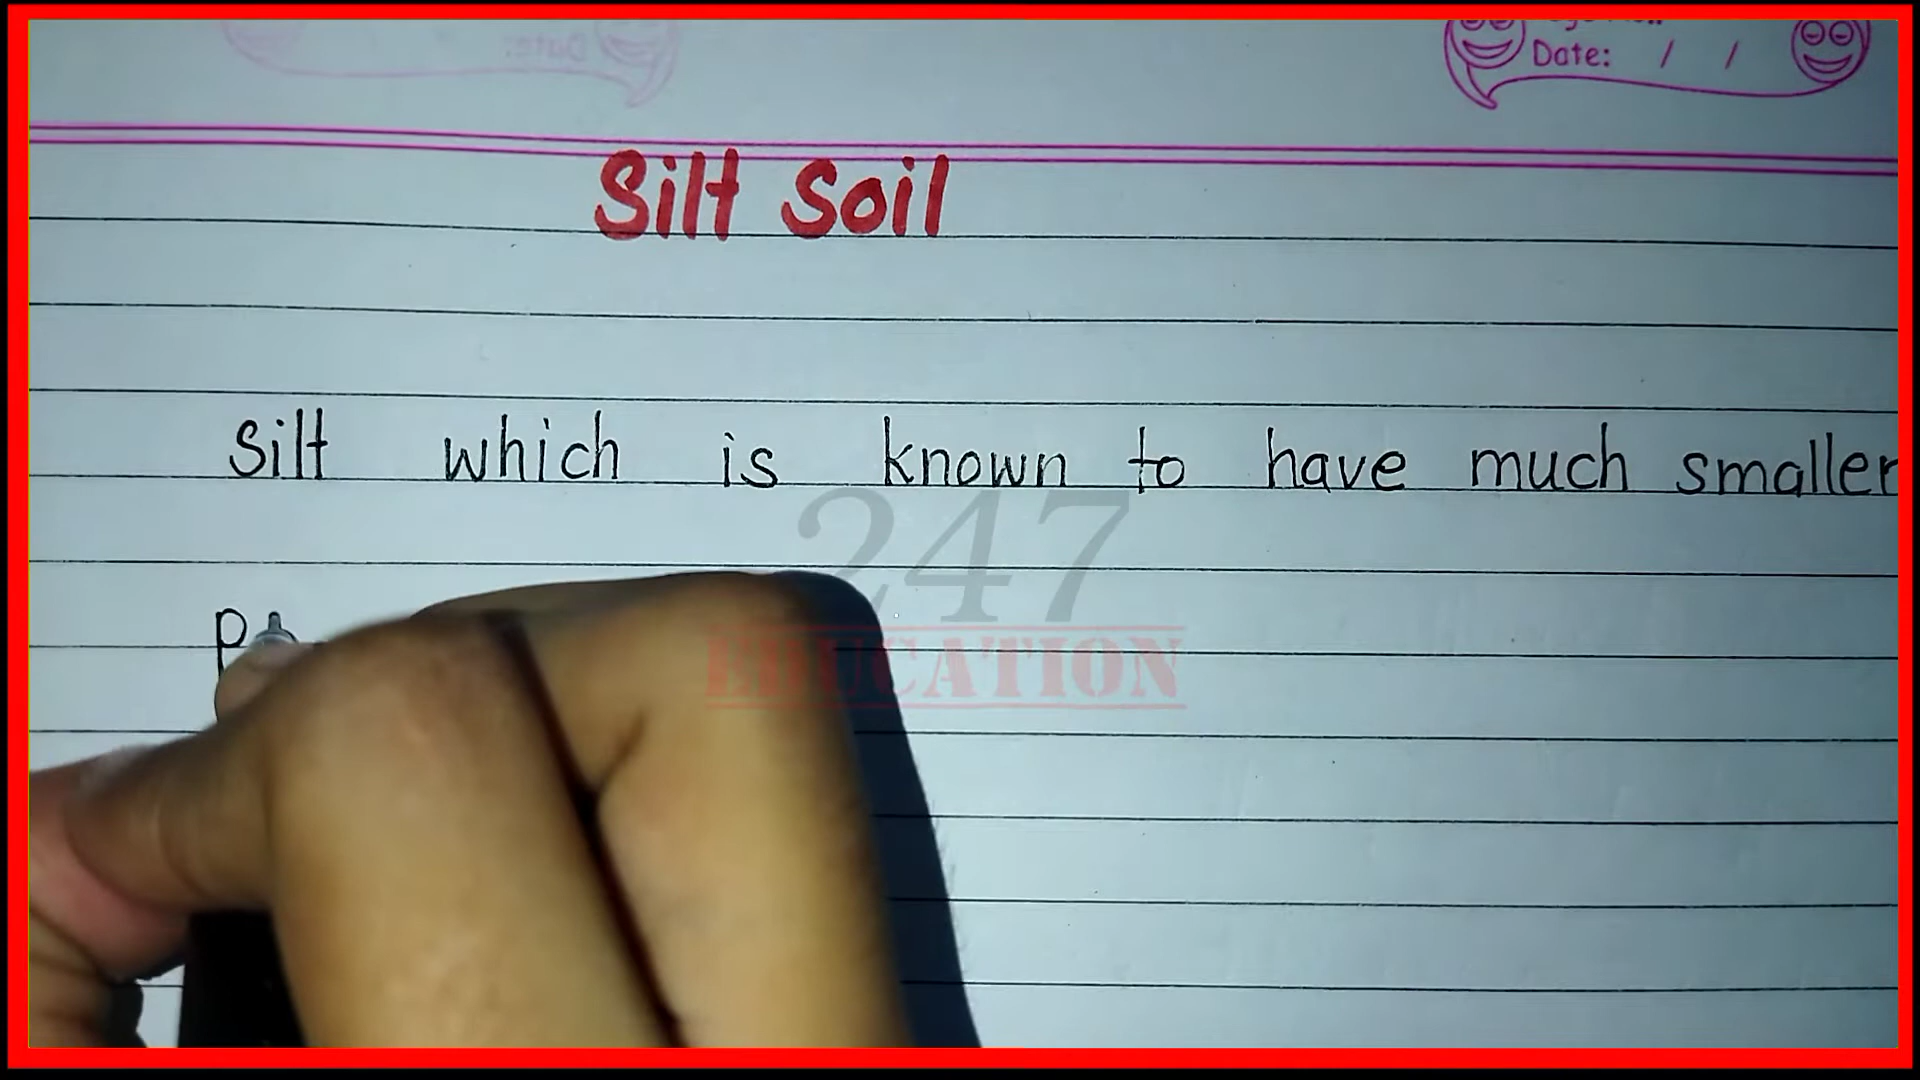 Date: / /
Silt Soil
Silt which is known to have much smaller
247
EDUCATION